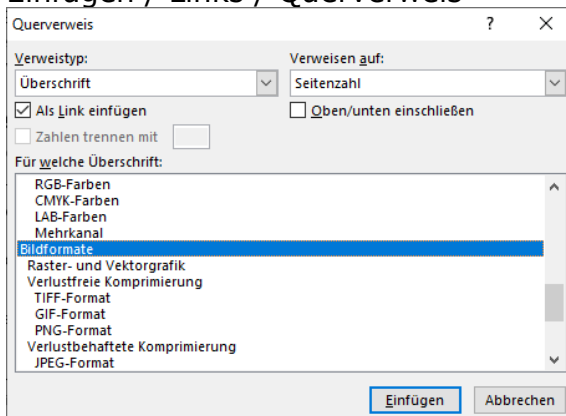 Einfügen / Links / Querverweis
Querverweis ? ×
Verweistyp: Verweisen auf:
Überschrift Seitenzahl
Als Link einfügen Oben/unten einschließen
Zahlen trennen mit
Für welche Überschrift:
RGB-Farben
CMYK-Farben
LAB-Farben
Mehrkanal
Bildformate
Raster- und Vektorgrafik
Verlustfreie Komprimierung
TIFF-Format
GIF-Format
PNG-Format
Verlustbehaftete Komprimierung
JPEG-Format
Einfügen Abbrechen